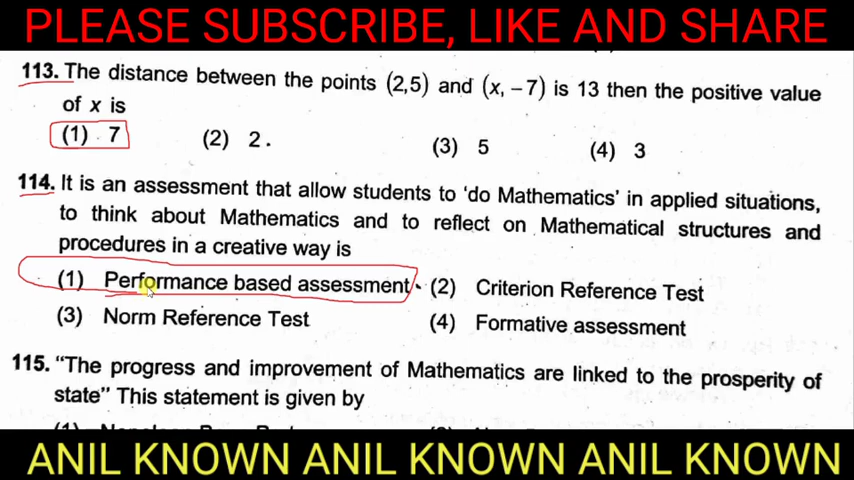 PLEASE SUBSCRIBE, LIKE AND SHARE
113. The distance between the points (2,5) and (x, −7) is 13 then the positive value
of x is
(1) 7 (2) 2. (3) 5 (4) 3
114. It is an assessment that allow students to ‘do Mathematics’ in applied situations,
to think about Mathematics and to reflect on Mathematical structures and
procedures in a creative way is
(1) Performance based assessment (2) Criterion Reference Test
(3) Norm Reference Test (4) Formative assessment
115. “The progress and improvement of Mathematics are linked to the prosperity of
state” This statement is given by
ANIL KNOWN ANIL KNOWN ANIL KNOWN